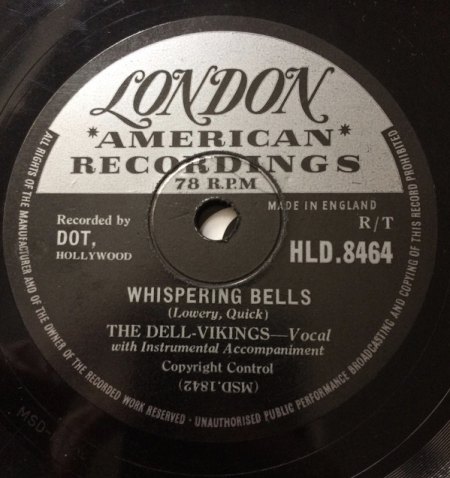 LONDON
*AMERICAN*
RECORDINGS
78 R.P.M
MADE IN ENGLAND
Recorded by
DOT,
HOLLYWOOD
R/T
HLD.8464
WHISPERING BELLS
(Lowery, Quick)
THE DELL-VIKINGS—Vocal
with Instrumental Accompaniment
Copyright Control
(MSD.1842)
ALL RIGHTS OF THE MANUFACTURER AND OF THE OWNER OF THE RECORDED WORK RESERVED · UNAUTHORISED PUBLIC PERFORMANCE BROADCASTING AND COPYING OF THIS RECORD PROHIBITED